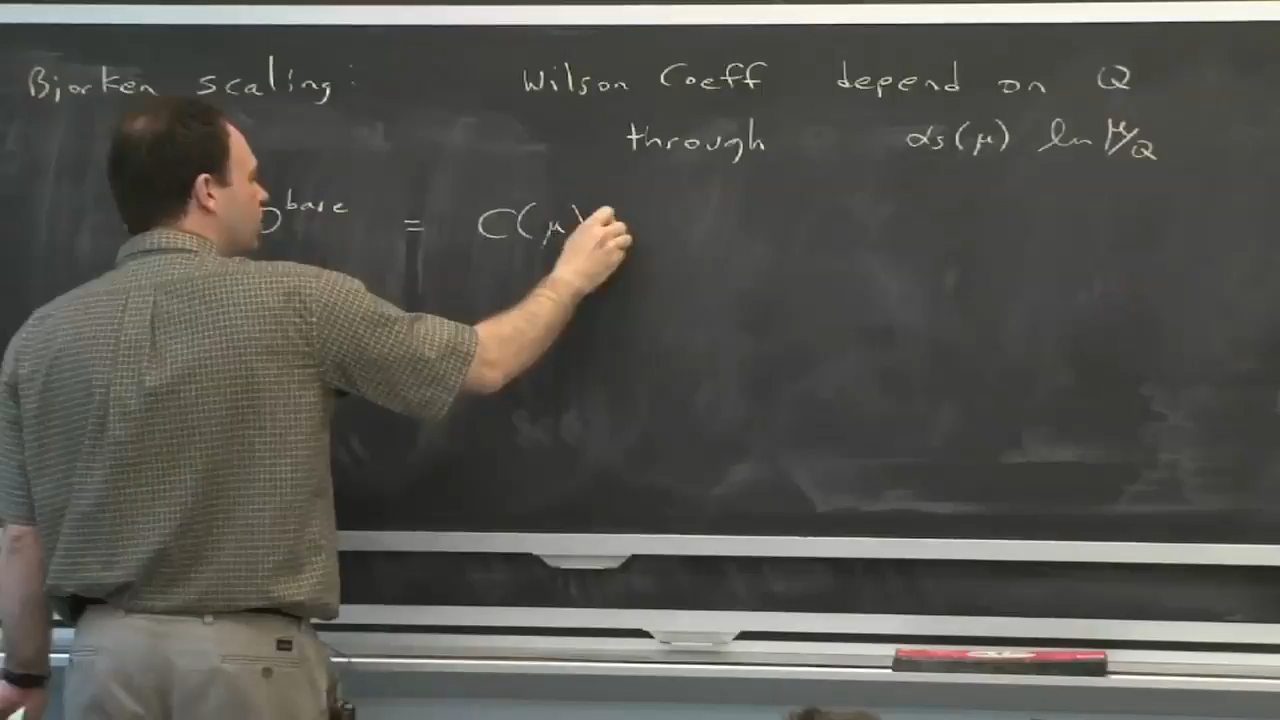 Bjorken scaling: Wilson Coeff depend on Q
through αs(μ) ln μ/Q
bare = C(μ)